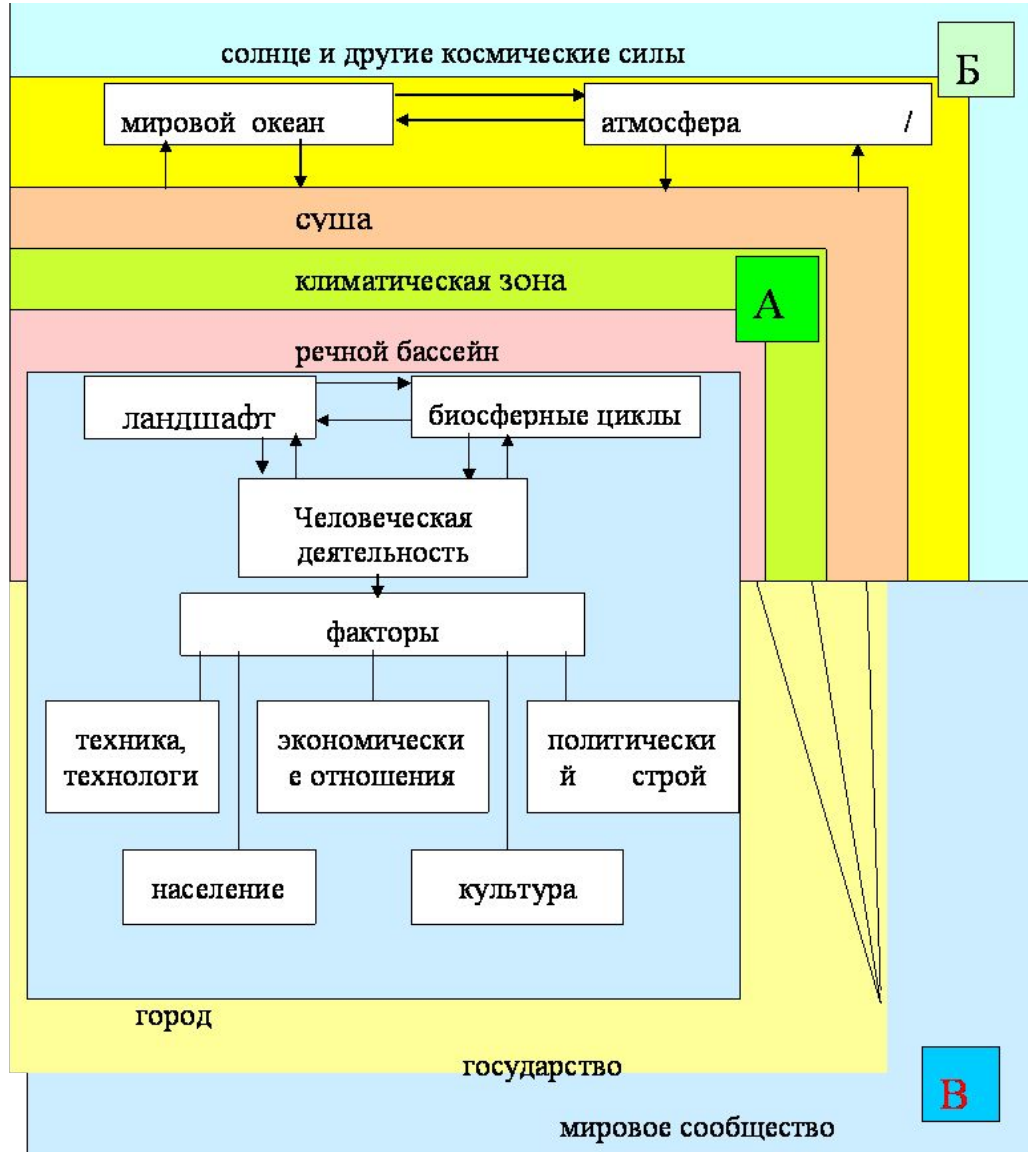 солнце и другие космические силы
Б
мировой океан
атмосфера /
суша
климатическая зона
А
речной бассейн
ландшафт
биосферные циклы
Человеческая
деятельность
факторы
техника,
технологи
экономически
е отношения
политически
й строй
население
культура
город
государство
В
мировое сообщество